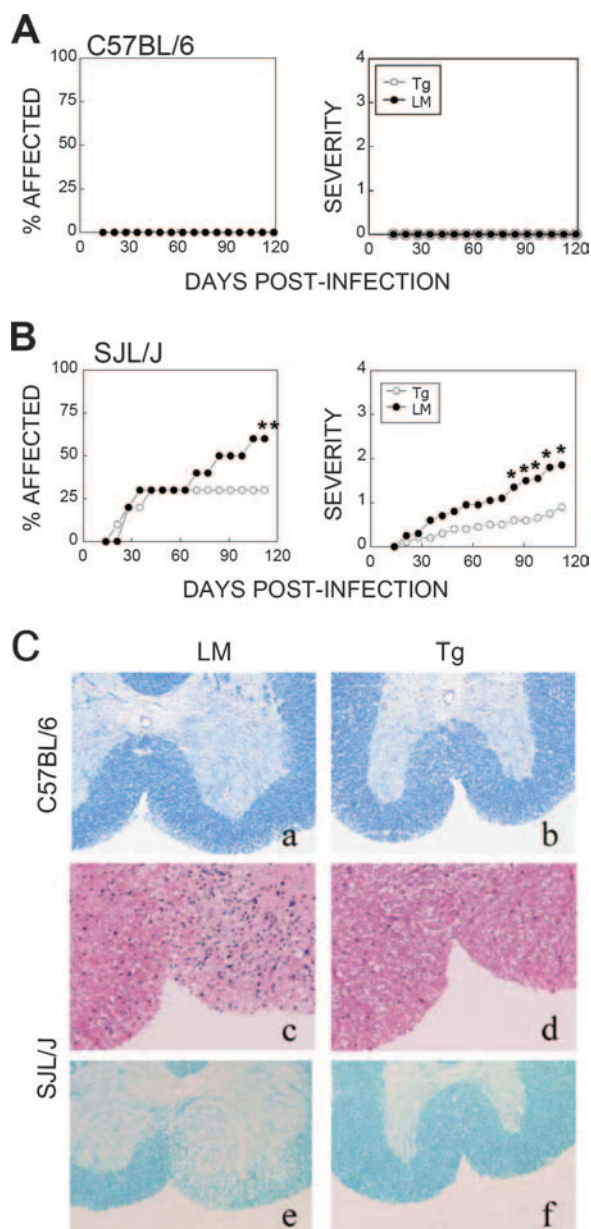 A
C57BL/6
% AFFECTED
100
75
50
25
0
0 30 60 90 120
SEVERITY
4
3
2
1
0
0 30 60 90 120
Tg
LM
DAYS POST-INFECTION
B
SJL/J
% AFFECTED
100
75
50
25
0
0 30 60 90 120
**
SEVERITY
4
3
2
1
0
0 30 60 90 120
Tg
LM
* * * * *
DAYS POST-INFECTION
C
LM Tg
C57BL/6
a b
SJL/J
c d
e f